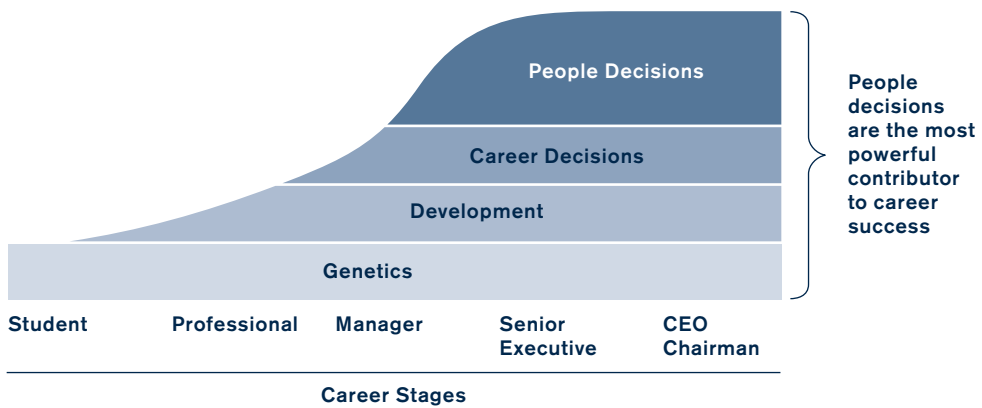 People Decisions
Career Decisions
Development
Genetics
People
decisions
are the most
powerful
contributor
to career
success
Student
Professional
Manager
Senior
Executive
CEO
Chairman
Career Stages